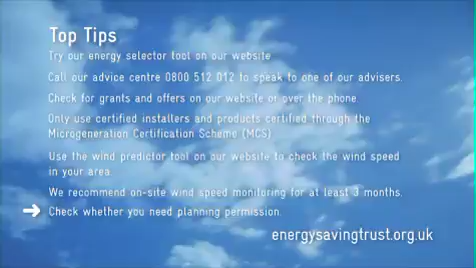 Top Tips
Try our energy selector tool on our website
Call our advice centre 0800 512 012 to speak to one of our advisers.
Check for grants and offers on our website or over the phone
Only use certified installers and products certified through the
Microgeneration Certification Scheme (MCS)
Use the wind predictor tool on our website to check the wind speed
in your area.
We recommend on-site wind speed monitoring for at least 3 months.
Check whether you need planning permission.
energysavingtrust.org.uk